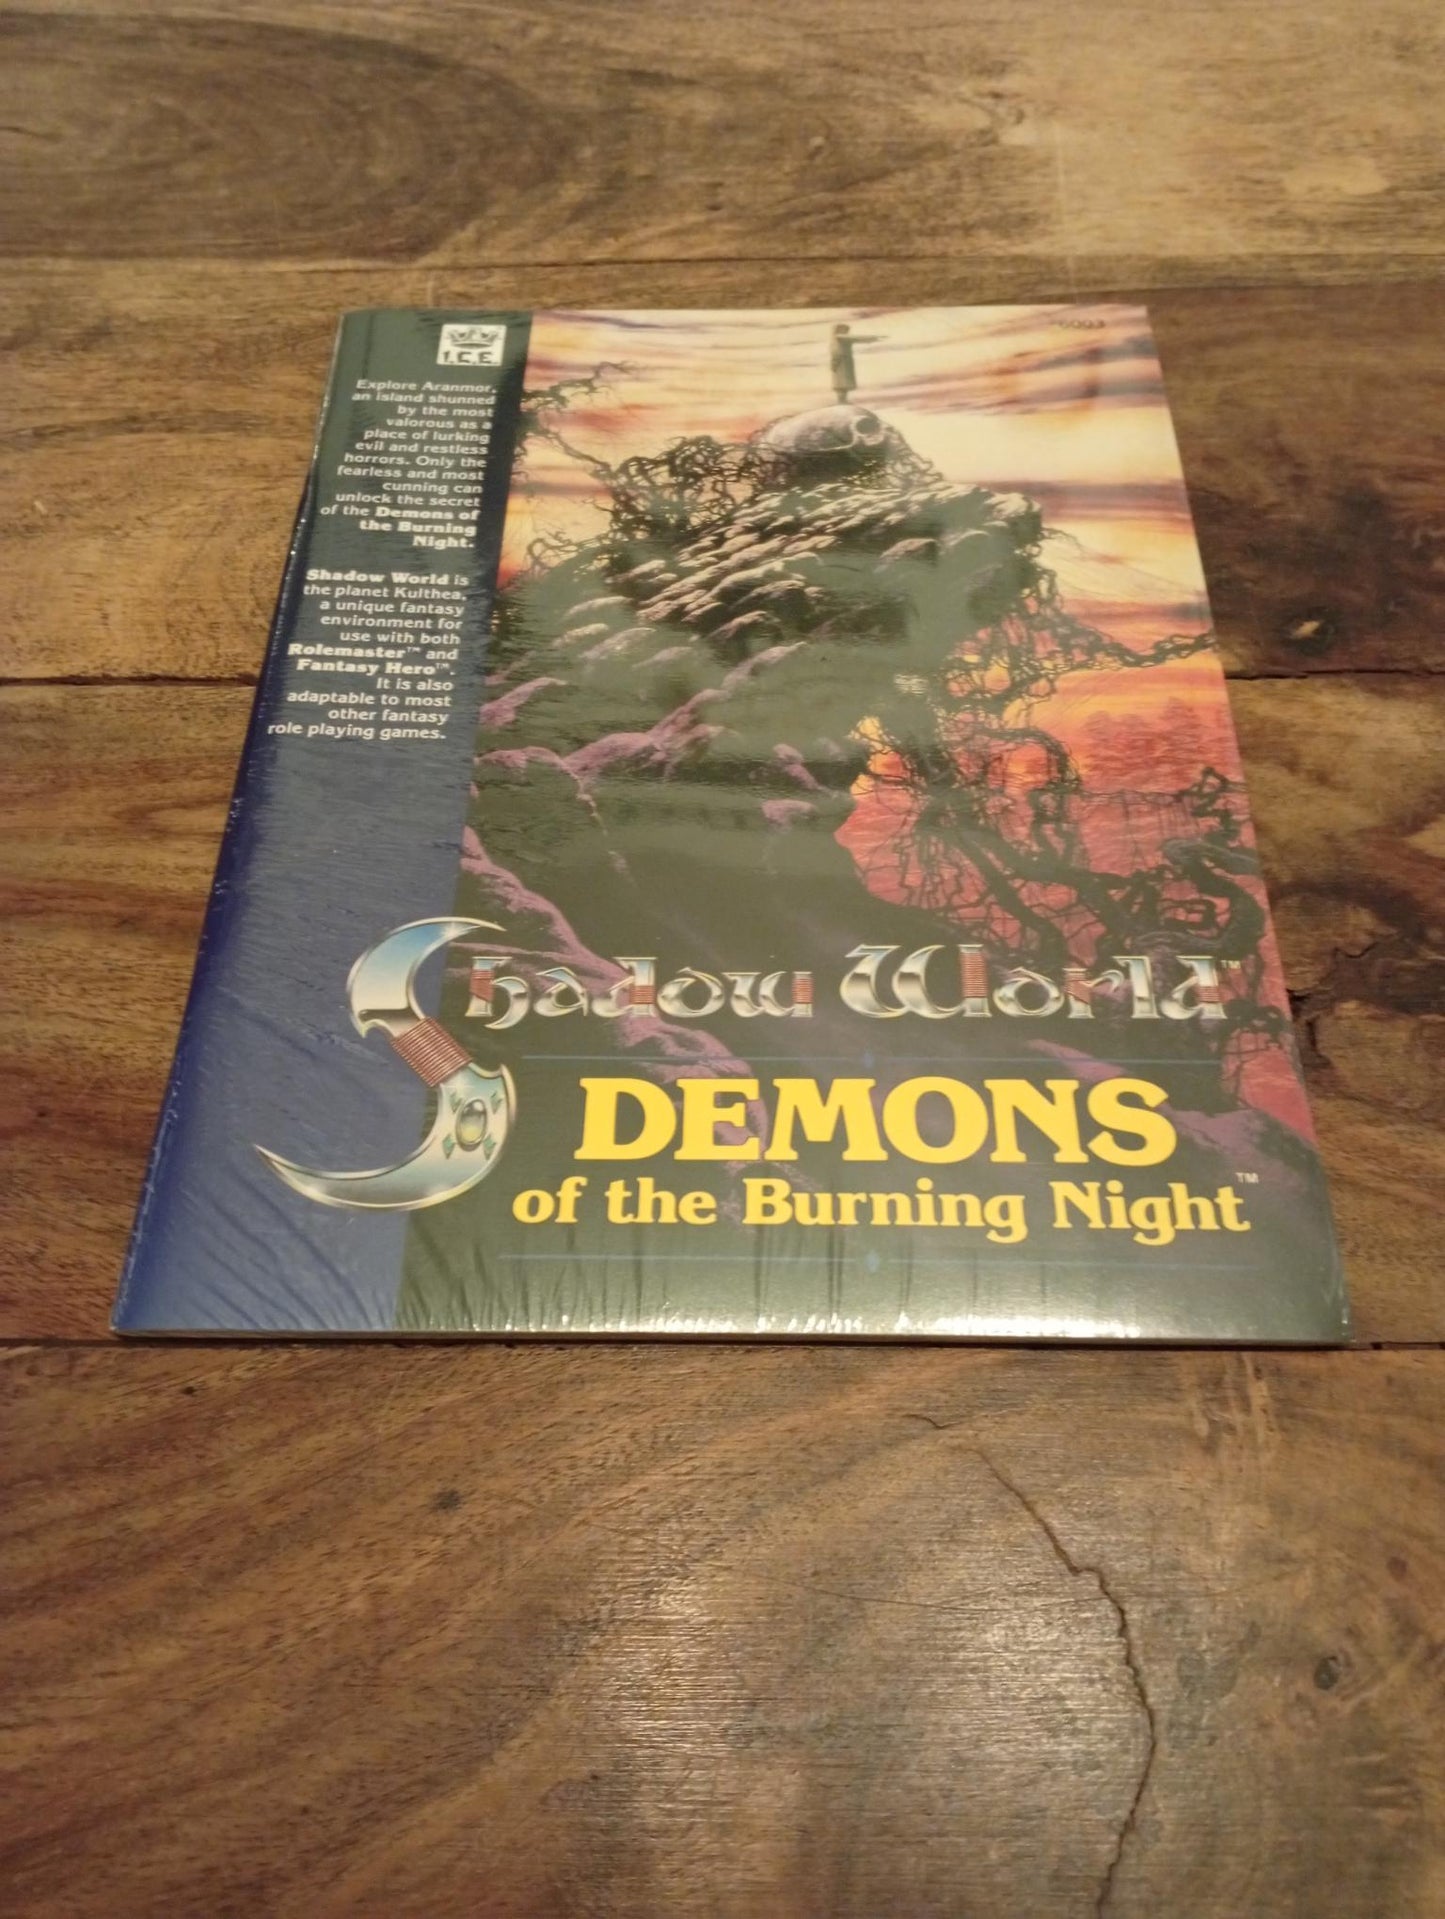 I.C.E.
6003
Explore Aranmor,
an island shunned
by the most
valorous as a
place of lurking
evil and restless
horrors. Only the
fearless and most
cunning can
unlock the secret
of the Demons of
the Burning
Night.
Shadow World is
the planet Kulthea,
a unique fantasy
environment for
use with both
Rolemaster™ and
Fantasy Hero™.
It is also
adaptable to most
other fantasy
role playing games.
Shadow World™
DEMONS
of the Burning Night™